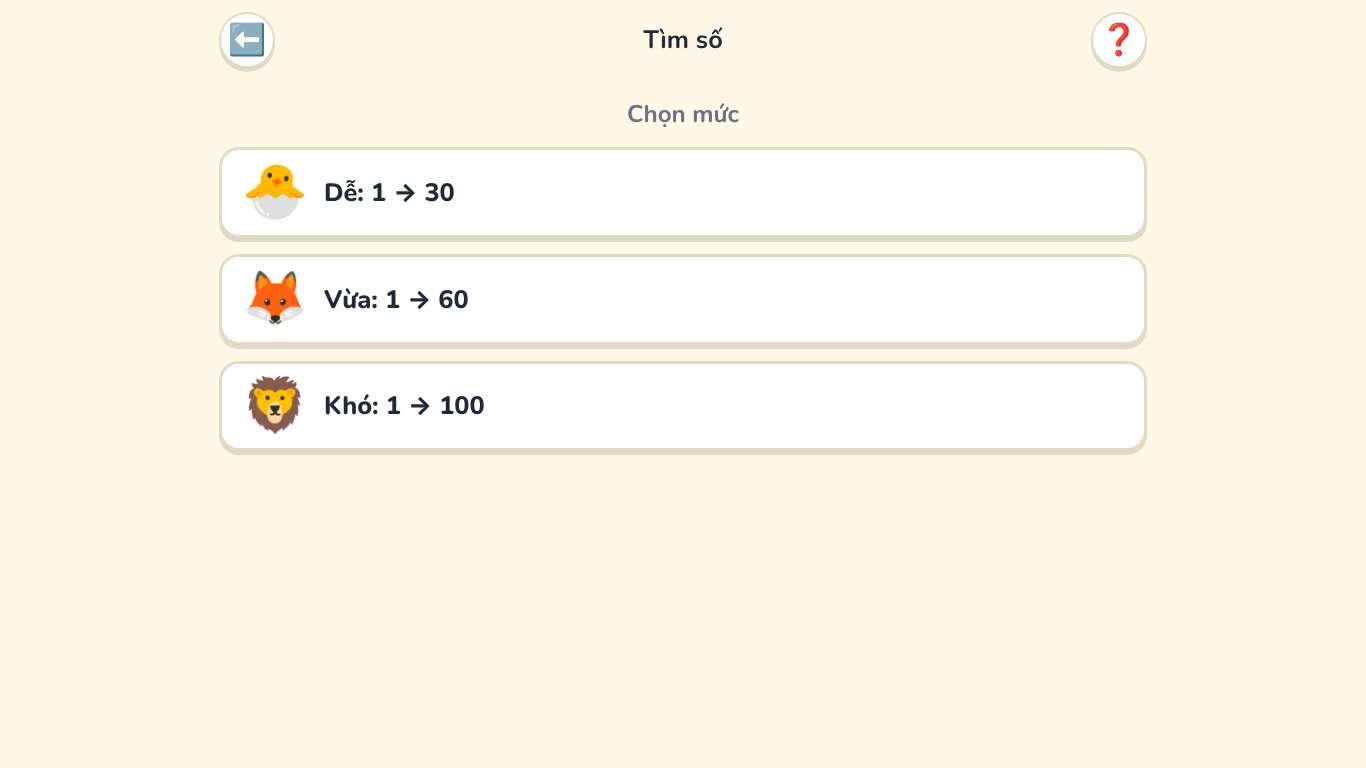 Tìm số
Chọn mức
Dễ: 1 → 30
Vừa: 1 → 60
Khó: 1 → 100